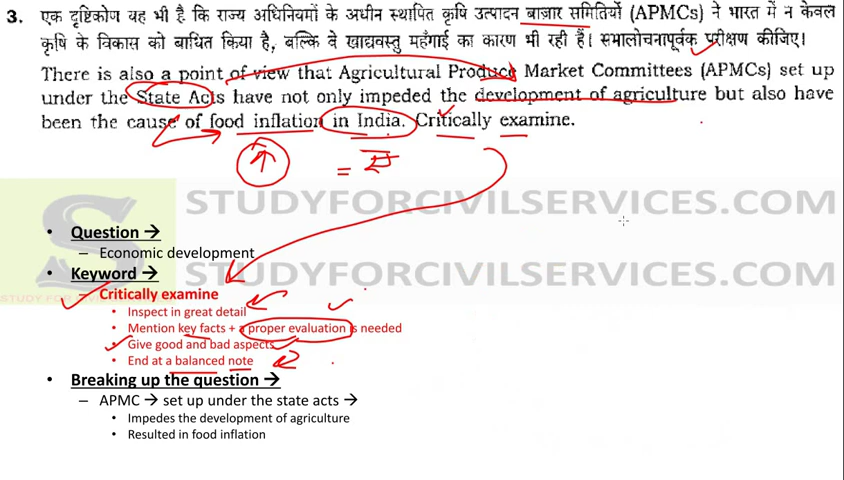 3. एक दृष्टिकोण यह भी है कि राज्य अधिनियमों के अधीन स्थापित कृषि उत्पादन बाज़ार समितियों (APMCs) ने भारत में न केवल
कृषि के विकास को बाधित किया है, बल्कि वे खाद्यवस्तु महँगाई का कारण भी रही हैं। समालोचनापूर्वक परीक्षण कीजिए।
There is also a point of view that Agricultural Produce Market Committees (APMCs) set up
under the State Acts have not only impeded the development of agriculture but also have
been the cause of food inflation in India. Critically examine.
STUDYFORCIVILSERVICES.COM
• Question →
– Economic development
• Keyword →
STUDYFORCIVILSERVICES.COM
– Critically examine
• Inspect in great detail
• Mention key facts + a proper evaluation is needed
• Give good and bad aspects
• End at a balanced note
• Breaking up the question →
– APMC → set up under the state acts →
• Impedes the development of agriculture
• Resulted in food inflation